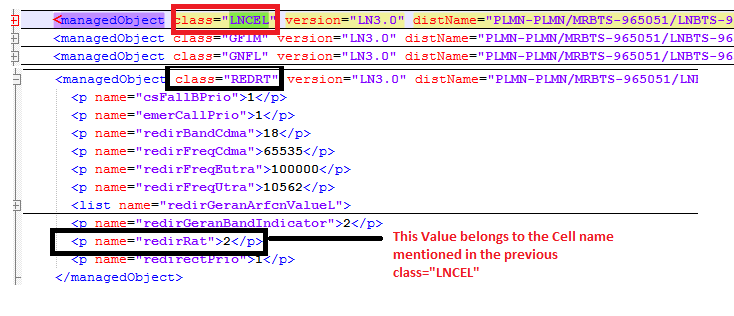 <managedObject class="LNCEL" version="LN3.0" distName="PLMN-PLMN/MRBTS-965051/LNBTS-9
<managedObject class="GFIM" version="LN3.0" distName="PLMN-PLMN/MRBTS-965051/LNBTS-96
<managedObject class="GNFL" version="LN3.0" distName="PLMN-PLMN/MRBTS-965051/LNBTS-96
<managedObject class="REDRT" version="LN3.0" distName="PLMN-PLMN/MRBTS-965051/LNB
<p name="csFallBPrio">1</p>
<p name="emerCallPrio">1</p>
<p name="redirBandCdma">18</p>
<p name="redirFreqCdma">65535</p>
<p name="redirFreqEutra">100000</p>
<p name="redirFreqUtra">10562</p>
<list name="redirGeranArfcnValueL">
<p name="redirGeranBandIndicator">2</p>
<p name="redirRat">2</p>
This Value belongs to the Cell name
mentioned in the previous
class="LNCEL"
<p name="redirectPrio">1</p>
</managedObject>